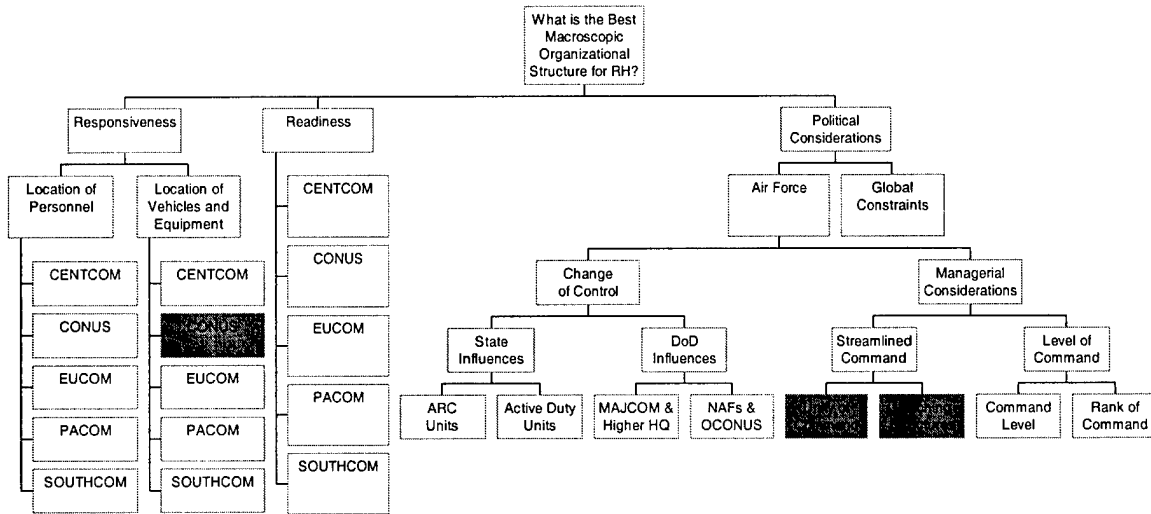 What is the Best
Macroscopic
Organizational
Structure for RH?
Responsiveness
Readiness
Political
Considerations
Location of
Personnel
Location of
Vehicles and
Equipment
Air Force
Global
Constraints
CENTCOM
CONUS
EUCOM
PACOM
SOUTHCOM
CENTCOM
CONUS
EUCOM
PACOM
SOUTHCOM
CENTCOM
CONUS
EUCOM
PACOM
SOUTHCOM
Change
of Control
Managerial
Considerations
State
Influences
DoD
Influences
Streamlined
Command
Level of
Command
ARC
Units
Active Duty
Units
MAJCOM &
Higher HQ
NAFs &
OCONUS
Command
Level
Rank of
Command